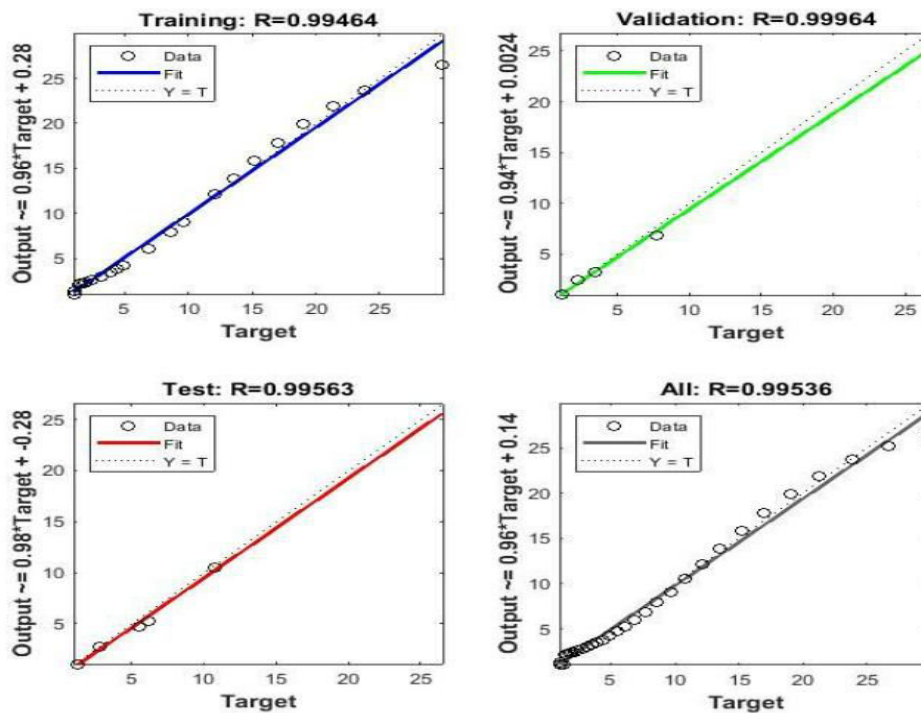 Training: R=0.99464
Output ~= 0.96*Target + 0.28
Data
Fit
Y = T
25
20
15
10
5
5 10 15 20 25
Target
Validation: R=0.99964
Output ~= 0.94*Target + 0.0024
Data
Fit
Y = T
25
20
15
10
5
5 10 15 20 25
Target
Test: R=0.99563
Output ~= 0.98*Target + -0.28
Data
Fit
Y = T
25
20
15
10
5
5 10 15 20 25
Target
All: R=0.99536
Output ~= 0.96*Target + 0.14
Data
Fit
Y = T
25
20
15
10
5
5 10 15 20 25
Target